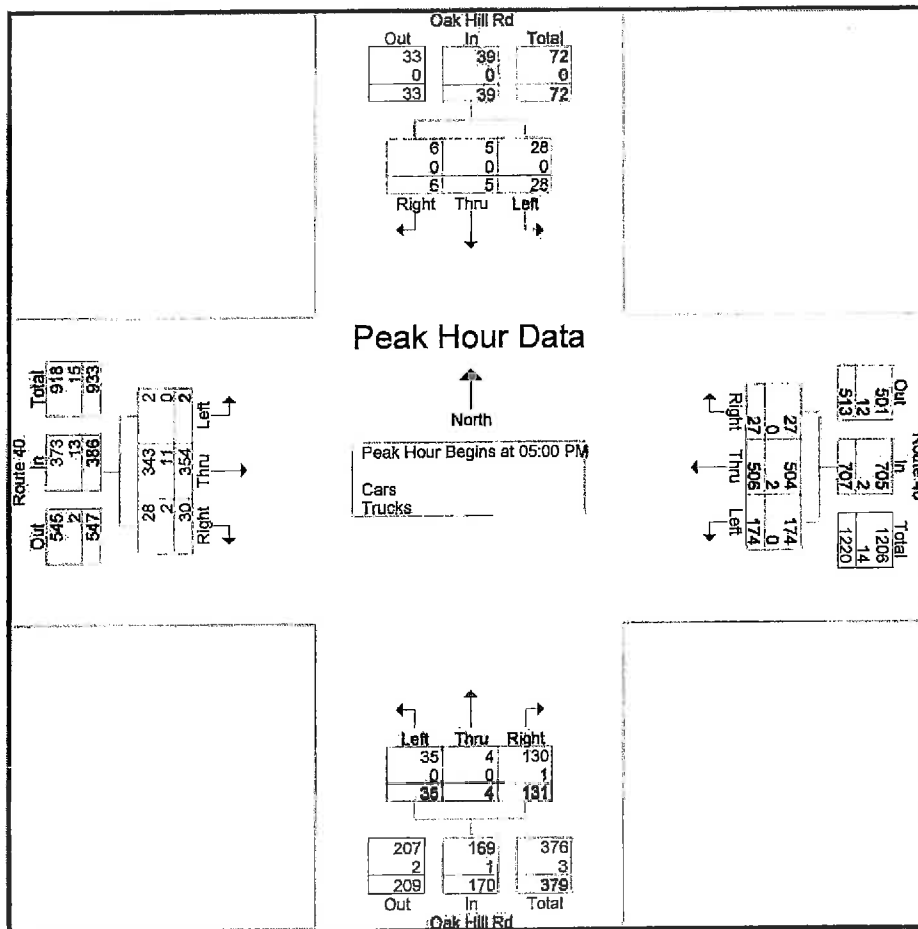 Oak Hill Rd
Out In Total
33 39 72
0 0 0
33 39 72
6 5 28
0 0 0
6 5 28
Right Thru Left
Peak Hour Data
North
Peak Hour Begins at 05:00 PM
Cars
Trucks
Route 40
Total In Out
918 373 545
15 13 2
933 386 547
Left Thru Right
2 343 28
0 11 2
2 354 30
Right Thru Left
27 504 174
0 2 0
27 506 174
Out In Total
501 705 1206
12 2 14
513 707 1220
Left Thru Right
35 4 130
0 0 1
35 4 131
207 169 376
2 1 3
209 170 379
Out In Total
Oak Hill Rd